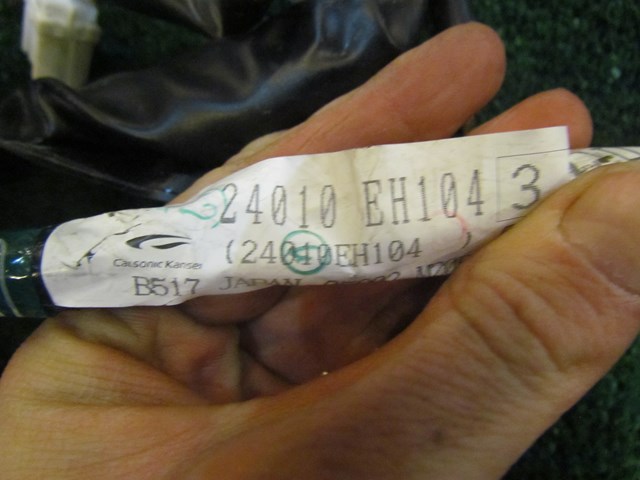 24010 EH104 3
(24010EH104 )
Calsonic Kansei
B517 JAPAN